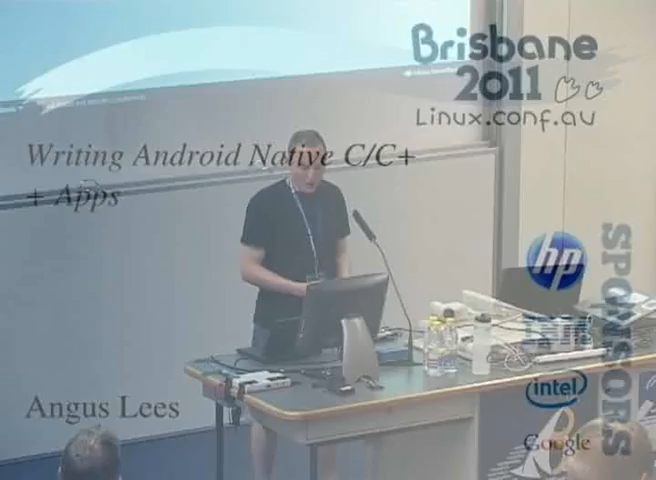 Brisbane
2011
Linux.conf.au
Writing Android Native C/C+
+ Apps
hp
SPONSORS
intel
Angus Lees
Google